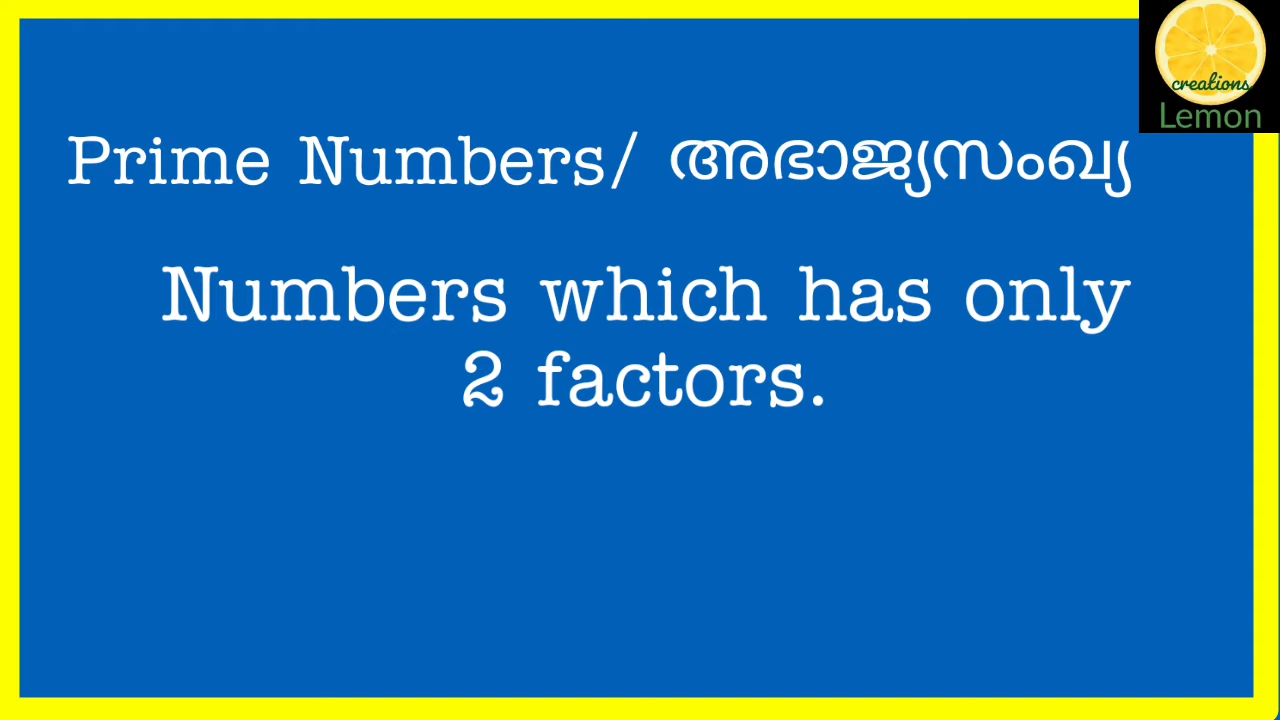 creations
Lemon
Prime Numbers/ അഭാജ്യസംഖ്യ
Numbers which has only
2 factors.